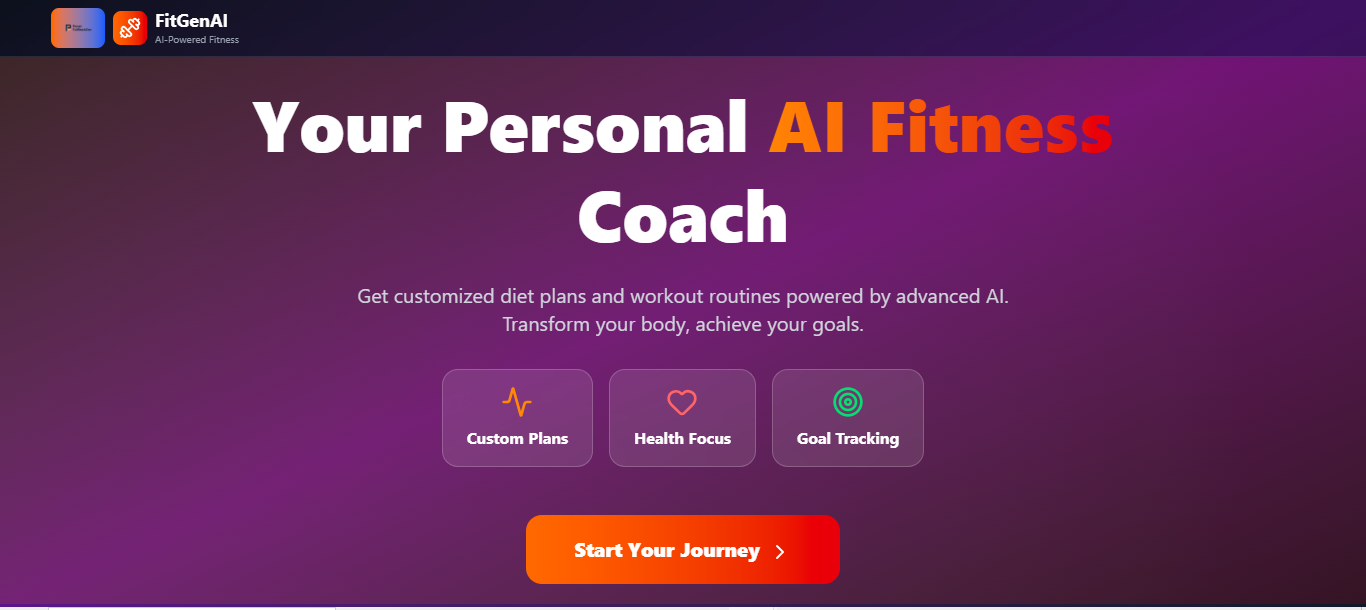 FitGenAI
AI-Powered Fitness
Your Personal AI Fitness
Coach
Get customized diet plans and workout routines powered by advanced AI.
Transform your body, achieve your goals.
Custom Plans
Health Focus
Goal Tracking
Start Your Journey